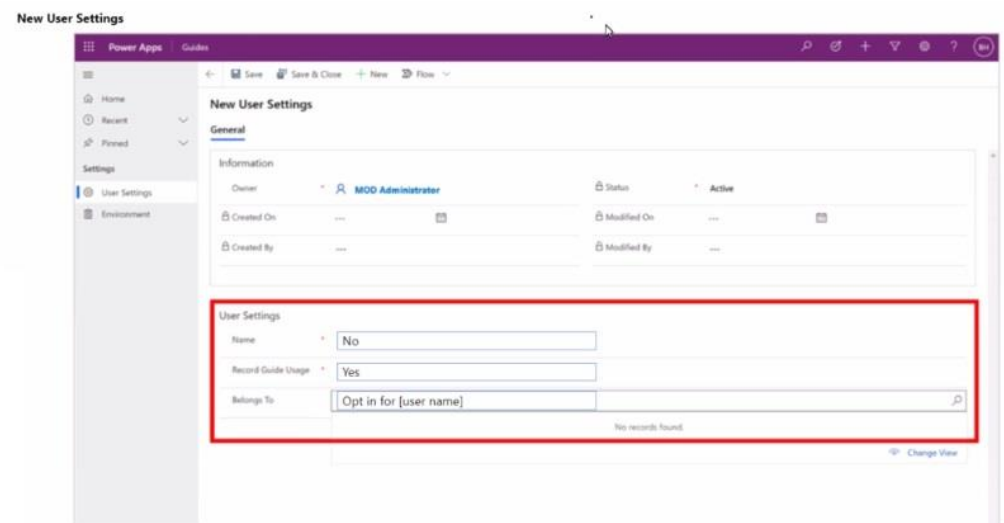 New User Settings
Power Apps Guides BH
Save Save & Close New Flow
Home
New User Settings
Recent
General
Pinned
Information
Settings
Owner * MOD Administrator Status * Active
User Settings
Created On --- Modified On ---
Environment
Created By --- Modified By ---
User Settings
Name * No
Record Guide Usage * Yes
Belongs To Opt in for [user name]
No records found.
Change View